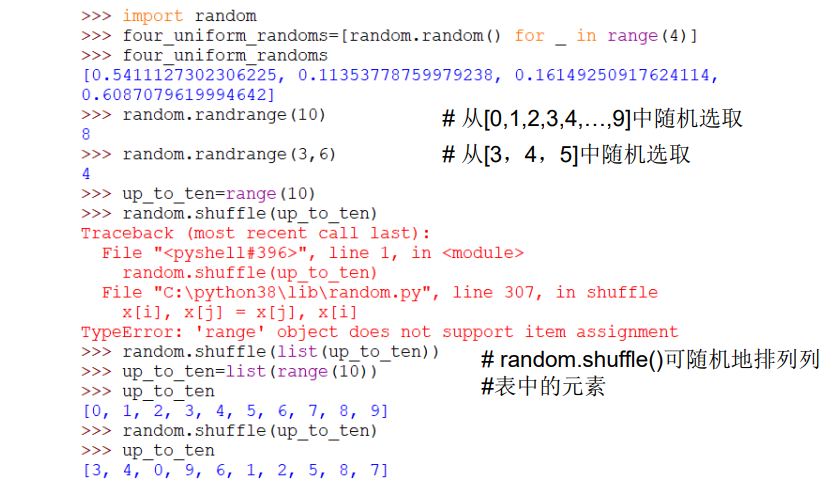 >>> import random
>>> four_uniform_randoms=[random.random() for _ in range(4)]
>>> four_uniform_randoms
[0.5411127302306225, 0.11353778759979238, 0.16149250917624114,
0.6087079619994642]
>>> random.randrange(10) # 从[0,1,2,3,4,…,9]中随机选取
8
>>> random.randrange(3,6) # 从[3，4，5]中随机选取
4
>>> up_to_ten=range(10)
>>> random.shuffle(up_to_ten)
Traceback (most recent call last):
  File "<pyshell#396>", line 1, in <module>
    random.shuffle(up_to_ten)
  File "C:\python38\lib\random.py", line 307, in shuffle
    x[i], x[j] = x[j], x[i]
TypeError: 'range' object does not support item assignment
>>> random.shuffle(list(up_to_ten)) # random.shuffle()可随机地排列列
>>> up_to_ten=list(range(10)) #表中的元素
>>> up_to_ten
[0, 1, 2, 3, 4, 5, 6, 7, 8, 9]
>>> random.shuffle(up_to_ten)
>>> up_to_ten
[3, 4, 0, 9, 6, 1, 2, 5, 8, 7]